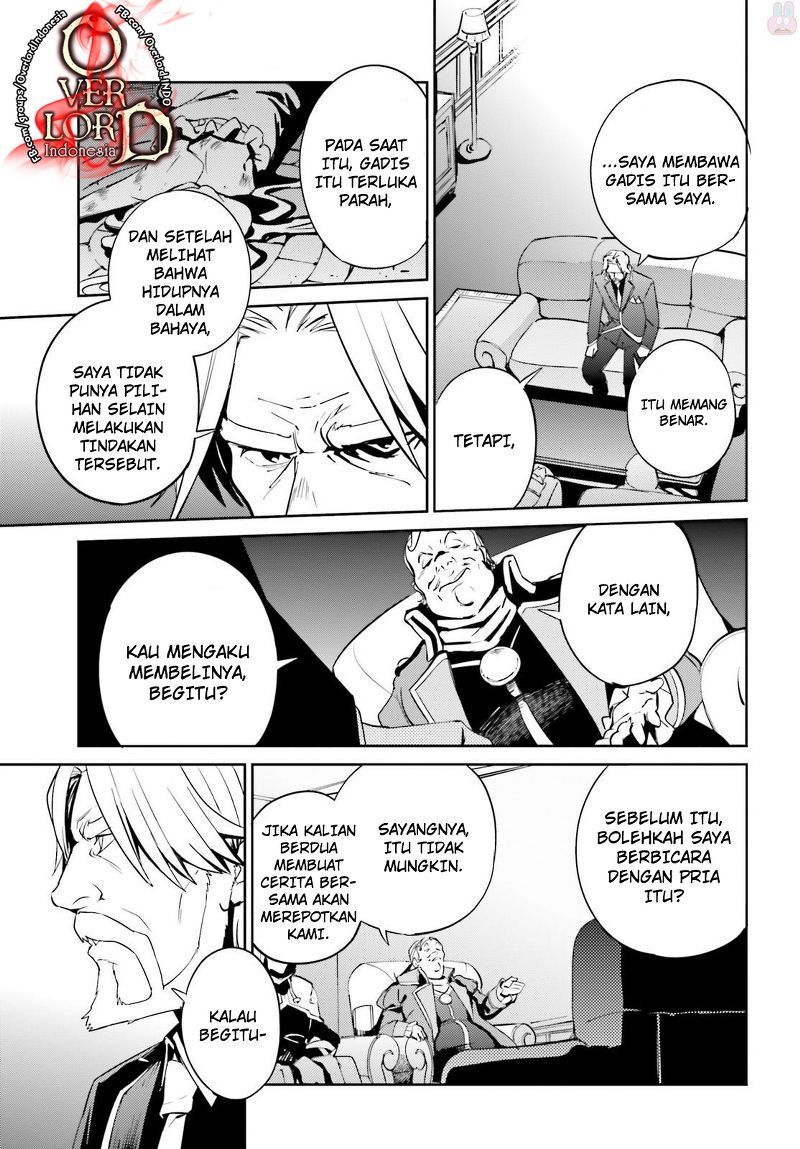 OVERLORD
Indonesia
FB.com/groups/OverlordIndonesia
FB.com/OverlordINDO
...SAYA MEMBAWA
GADIS ITU BER-
SAMA SAYA.
ITU MEMANG
BENAR.
TETAPI,
PADA SAAT
ITU, GADIS
ITU TERLUKA
PARAH,
DAN SETELAH
MELIHAT
BAHWA
HIDUPNYA
DALAM
BAHAYA,
SAYA TIDAK
PUNYA PILI-
HAN SELAIN
MELAKUKAN
TINDAKAN
TERSEBUT.
DENGAN
KATA LAIN,
KAU MENGAKU
MEMBELINYA,
BEGITU?
SEBELUM ITU,
BOLEHKAH SAYA
BERBICARA
DENGAN PRIA
ITU?
SAYANGNYA,
ITU TIDAK
MUNGKIN.
JIKA KALIAN
BERDUA
MEMBUAT
CERITA BER-
SAMA AKAN
MEREPOTKAN
KAMI.
KALAU
BEGITU-